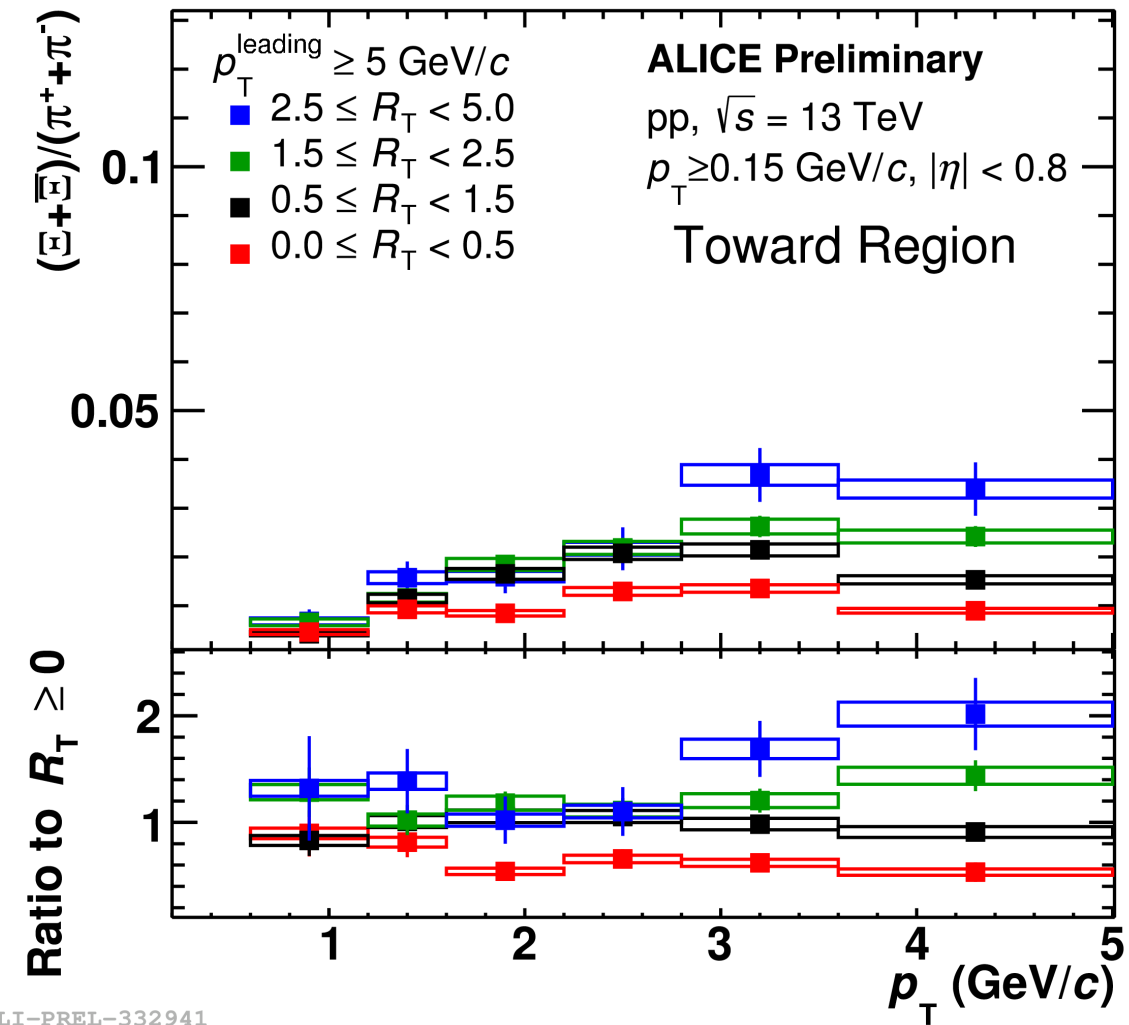 (Ξ+Ξ̅)/(π⁺+π⁻)
p_T^leading ≥ 5 GeV/c
2.5 ≤ R_T < 5.0
1.5 ≤ R_T < 2.5
0.5 ≤ R_T < 1.5
0.0 ≤ R_T < 0.5
ALICE Preliminary
pp, √s = 13 TeV
p_T≥0.15 GeV/c, |η| < 0.8
Toward Region
0.1
0.05
Ratio to R_T ≥ 0
2
1
1 2 3 4 5
p_T (GeV/c)
LI-PREL-332941